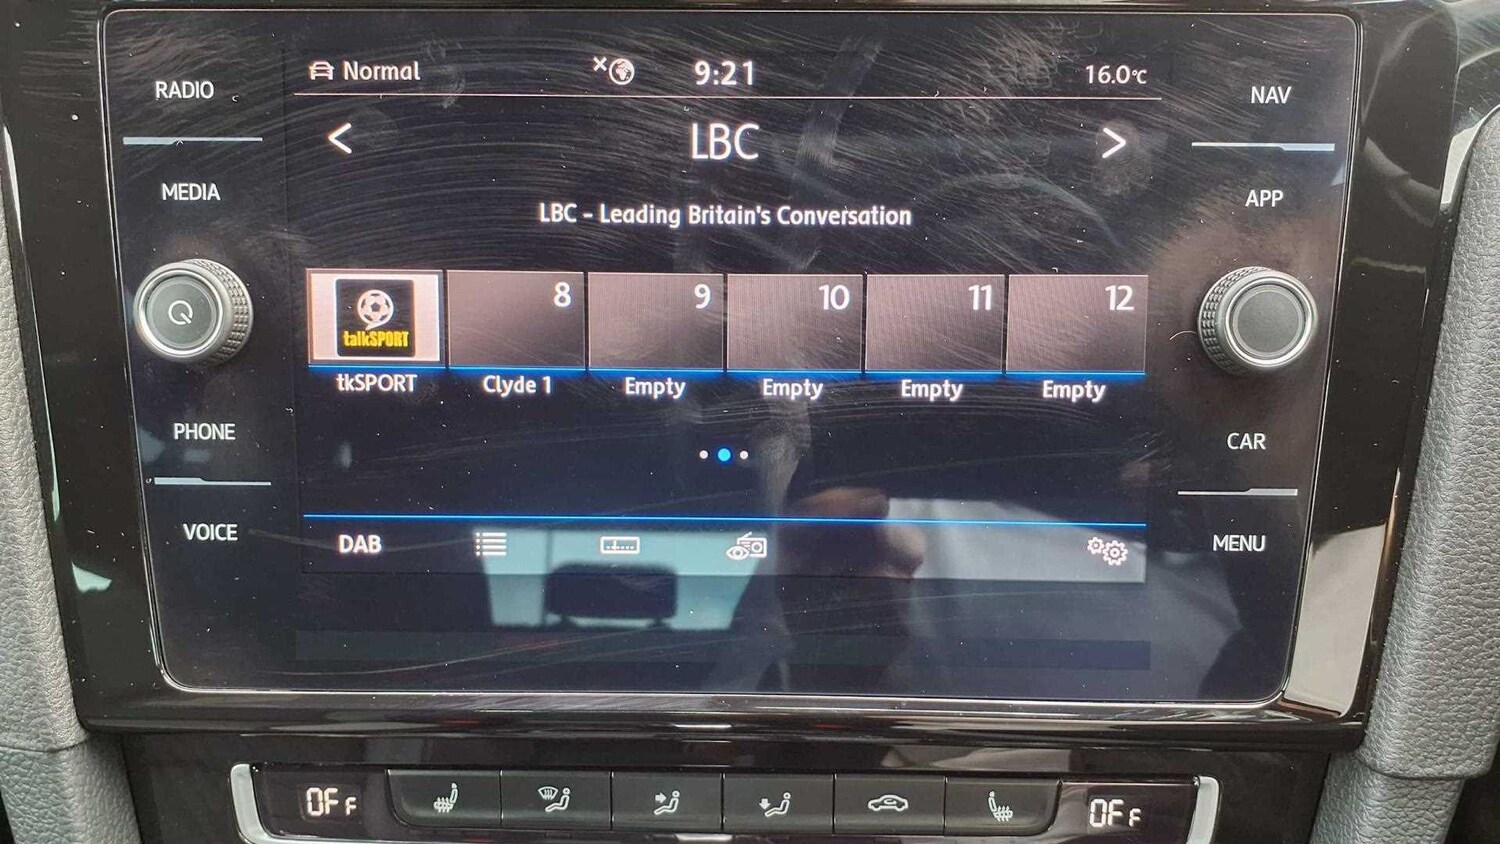 RADIO
MEDIA
PHONE
VOICE
Normal
9:21
16.0°C
< LBC >
LBC - Leading Britain's Conversation
talkSPORT
8
9
10
11
12
tkSPORT
Clyde 1
Empty
Empty
Empty
Empty
DAB
NAV
APP
CAR
MENU
OFF
OFF